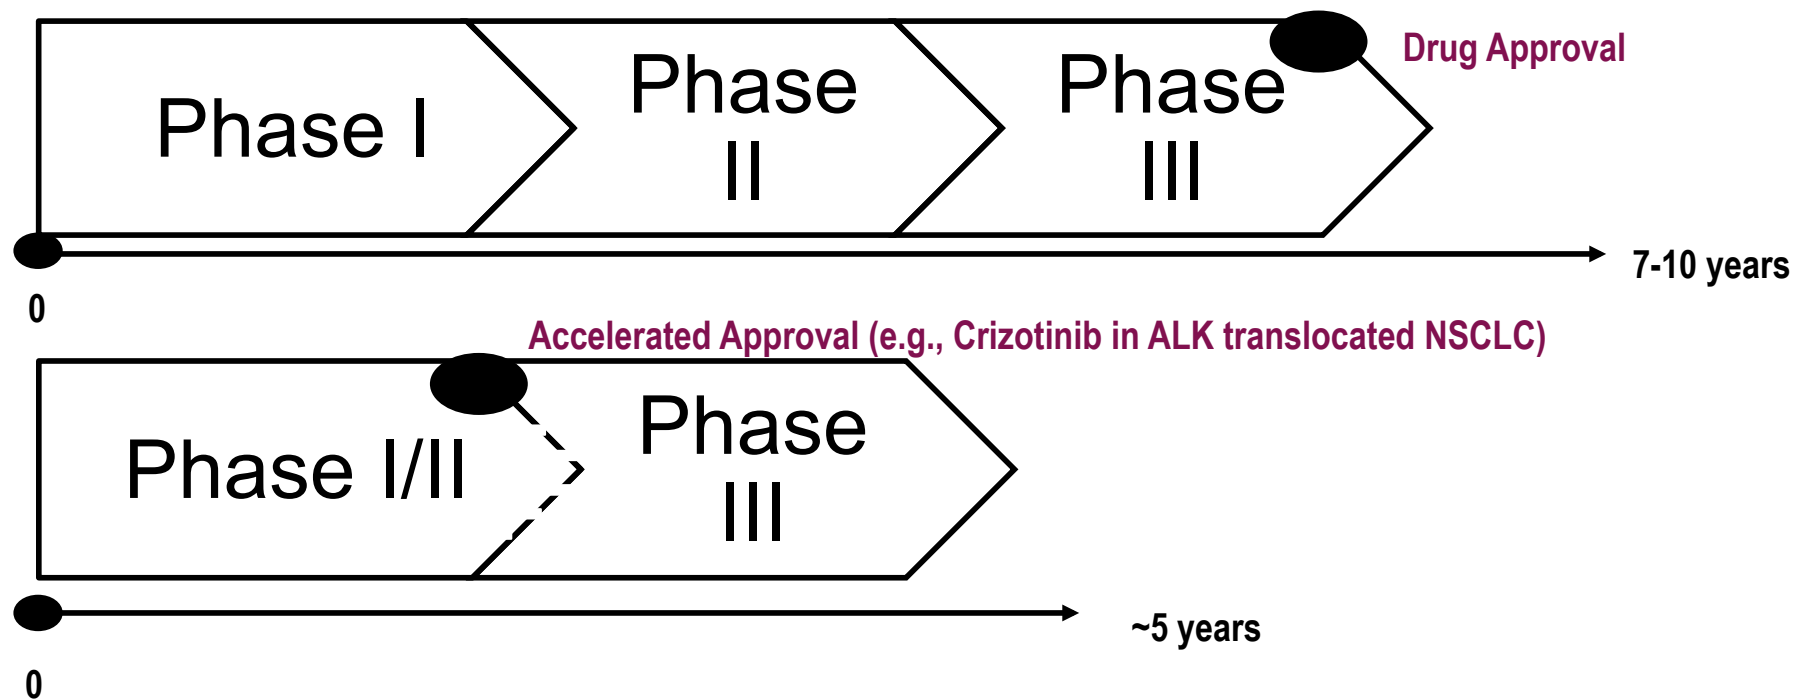 Phase I
Phase
II
Phase
III
Drug Approval
7-10 years
0
Accelerated Approval (e.g., Crizotinib in ALK translocated NSCLC)
Phase I/II
Phase
III
~5 years
0